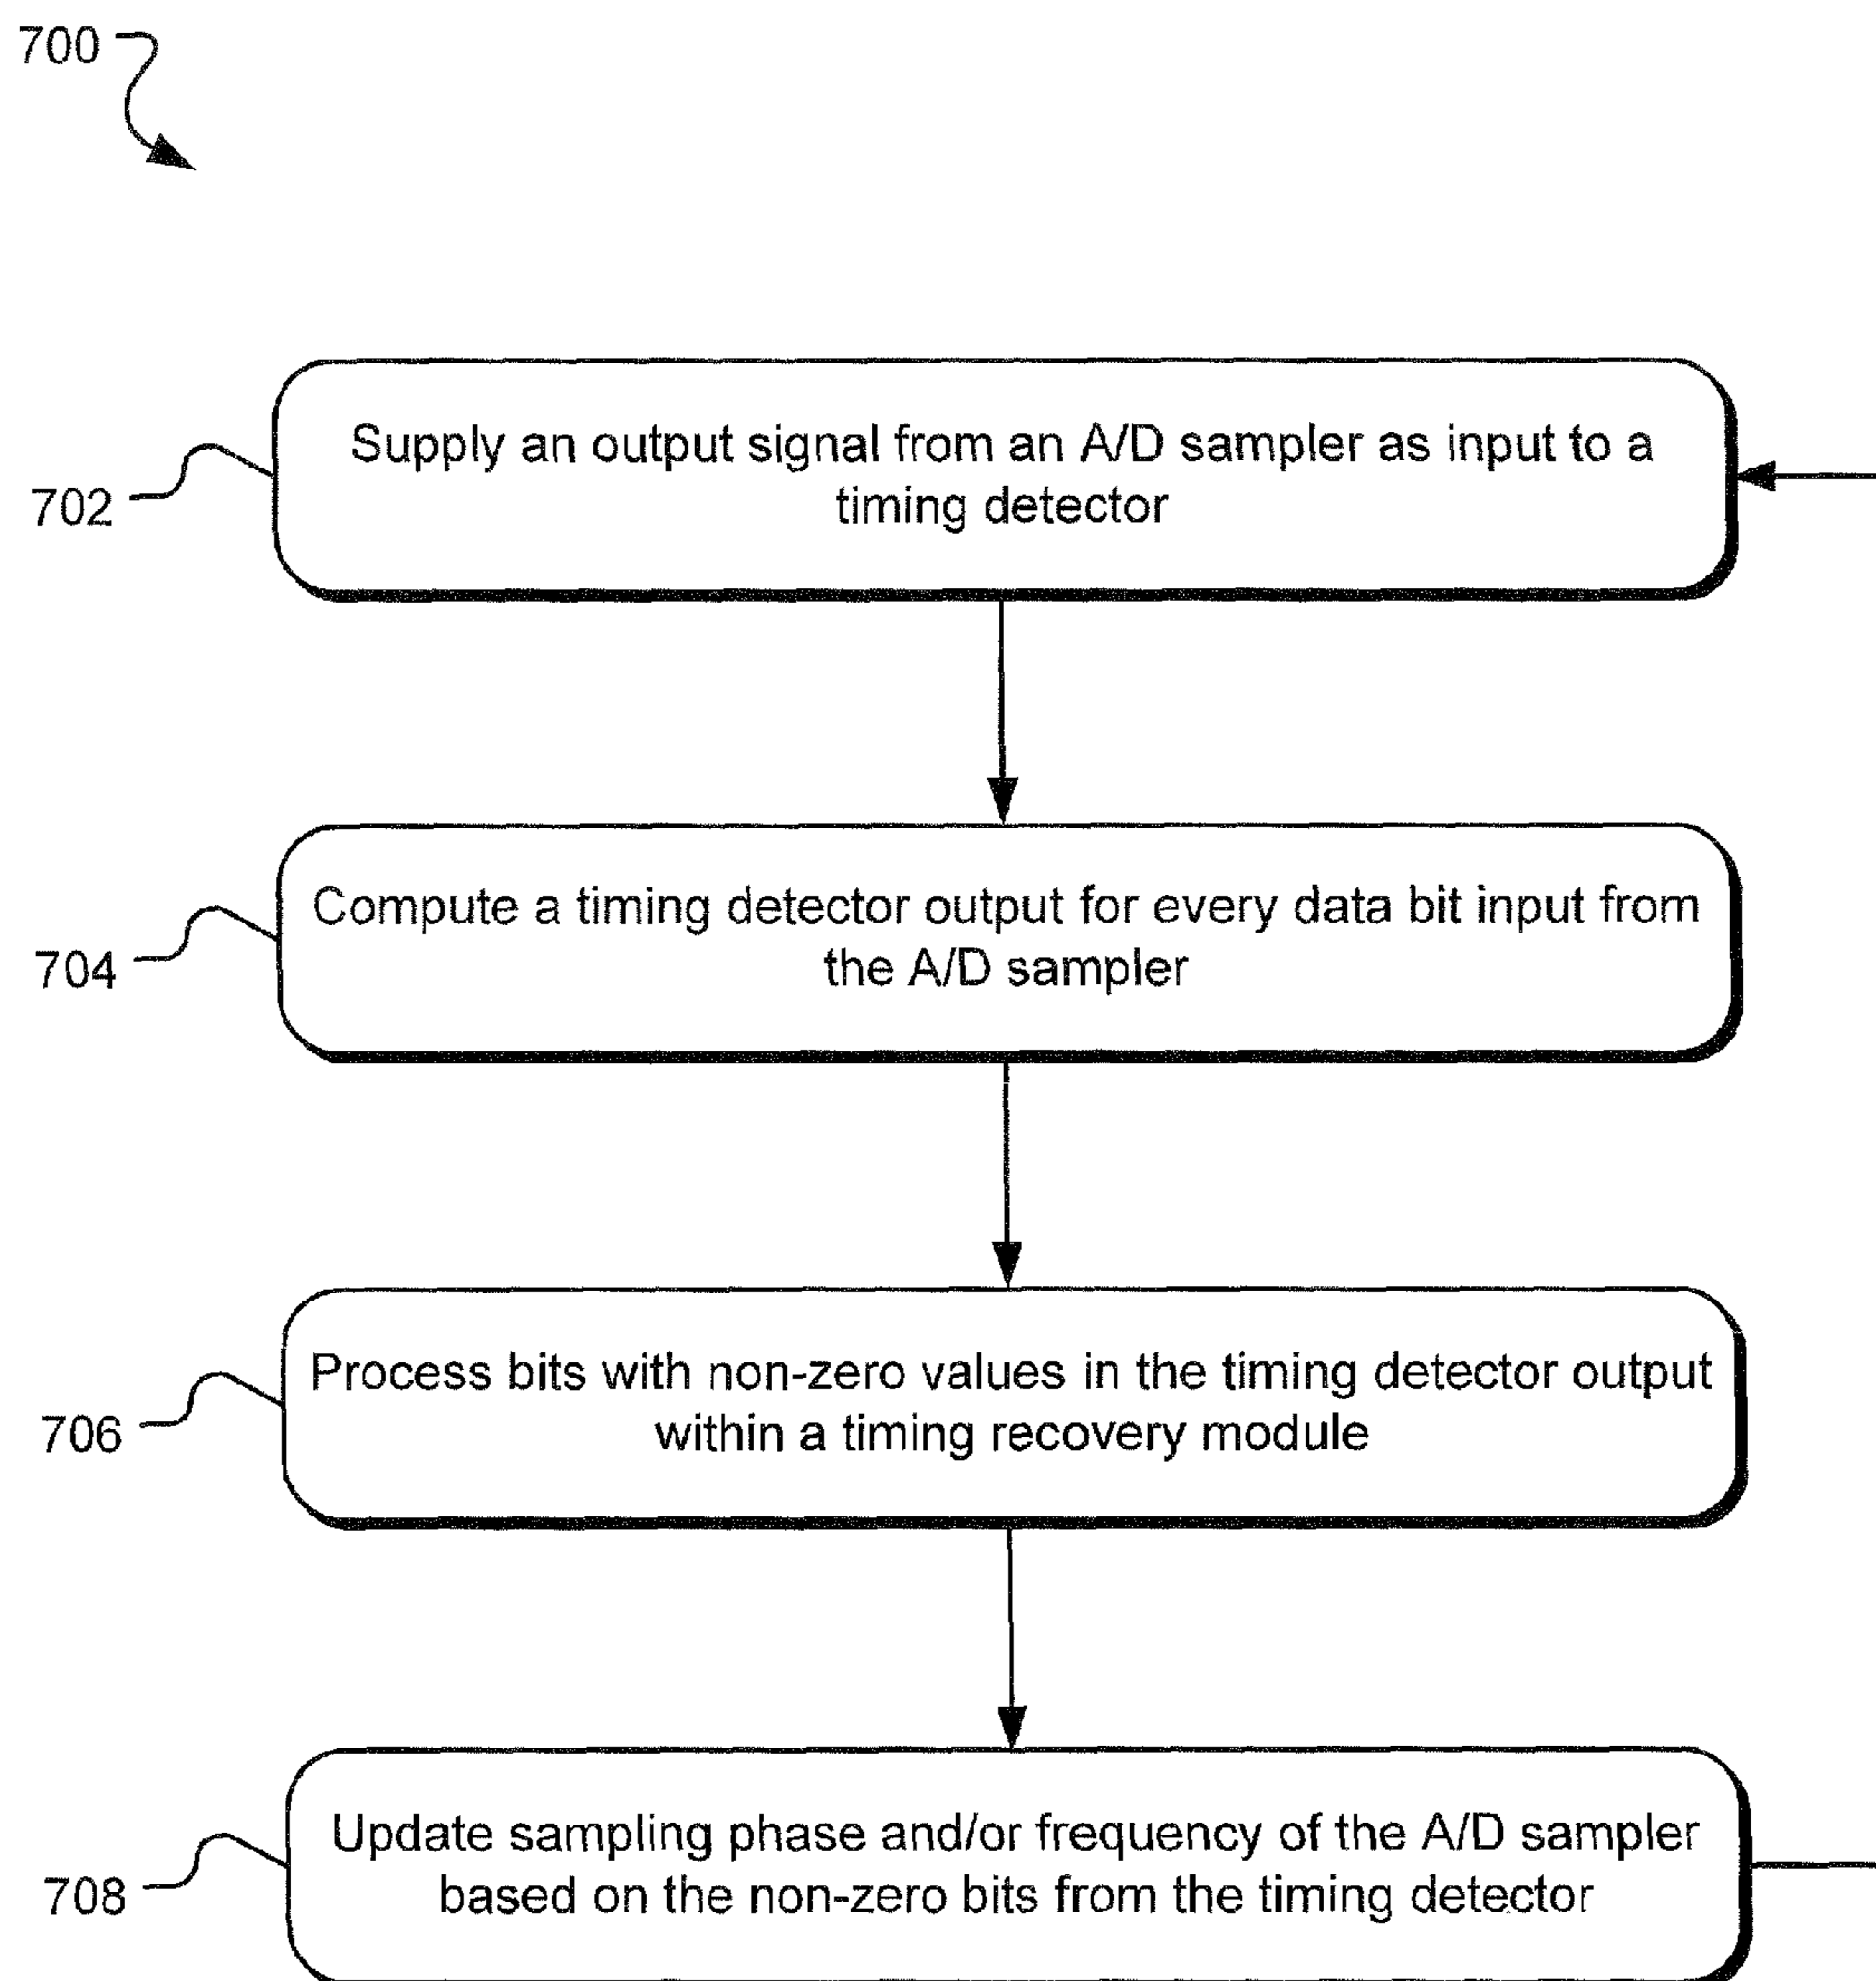 700
702
Supply an output signal from an A/D sampler as input to a
timing detector
704
Compute a timing detector output for every data bit input from
the A/D sampler
706
Process bits with non-zero values in the timing detector output
within a timing recovery module
708
Update sampling phase and/or frequency of the A/D sampler
based on the non-zero bits from the timing detector